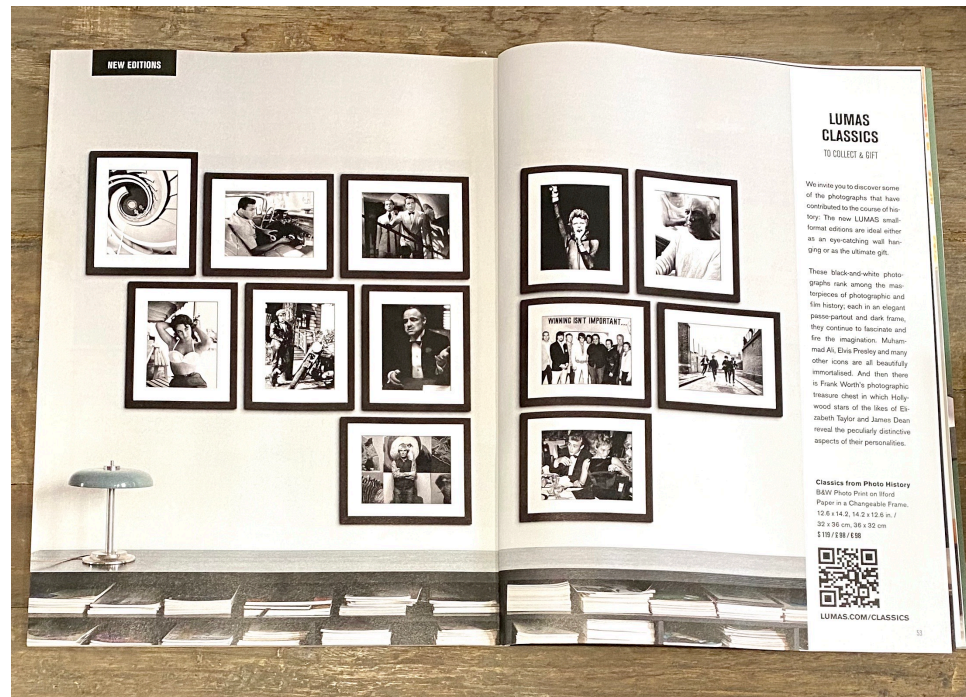 NEW EDITIONS
WINNING ISN'T IMPORTANT...
LUMAS
CLASSICS
TO COLLECT & GIFT
We invite you to discover some
of the photographs that have
contributed to the course of his-
tory: The new LUMAS small-
format editions are ideal either
as an eye-catching wall han-
ging or as the ultimate gift.
These black-and-white photo-
graphs rank among the mas-
terpieces of photographic and
film history; each in an elegant
passe-partout and dark frame,
they continue to fascinate and
fire the imagination. Muham-
mad Ali, Elvis Presley and many
other icons are all beautifully
immortalised. And then there
is Frank Worth's photographic
treasure chest in which Holly-
wood stars of the likes of Eli-
zabeth Taylor and James Dean
reveal the peculiarly distinctive
aspects of their personalities.
Classics from Photo History
B&W Photo Print on Ilford
Paper in a Changeable Frame.
12.6 x 14.2, 14.2 x 12.6 in. /
32 x 36 cm, 36 x 32 cm
$ 119 / £ 98 / € 98
LUMAS.COM/CLASSICS
53